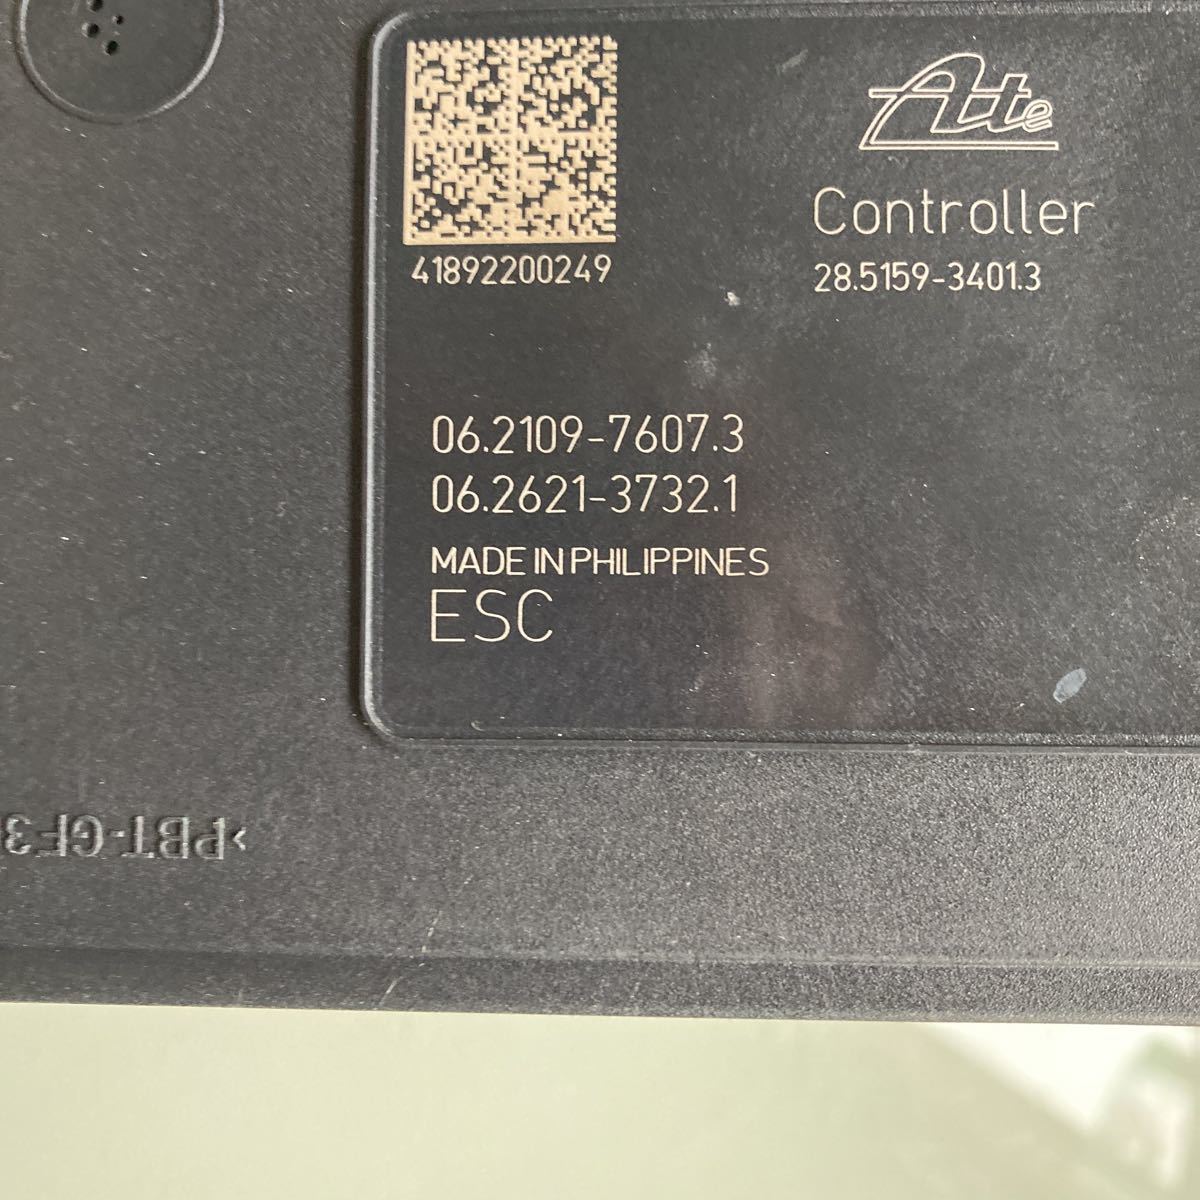 Ate
Controller
28.5159-3401.3
41892200249
06.2109-7607.3
06.2621-3732.1
MADE IN PHILIPPINES
ESC
>PBT-GF3